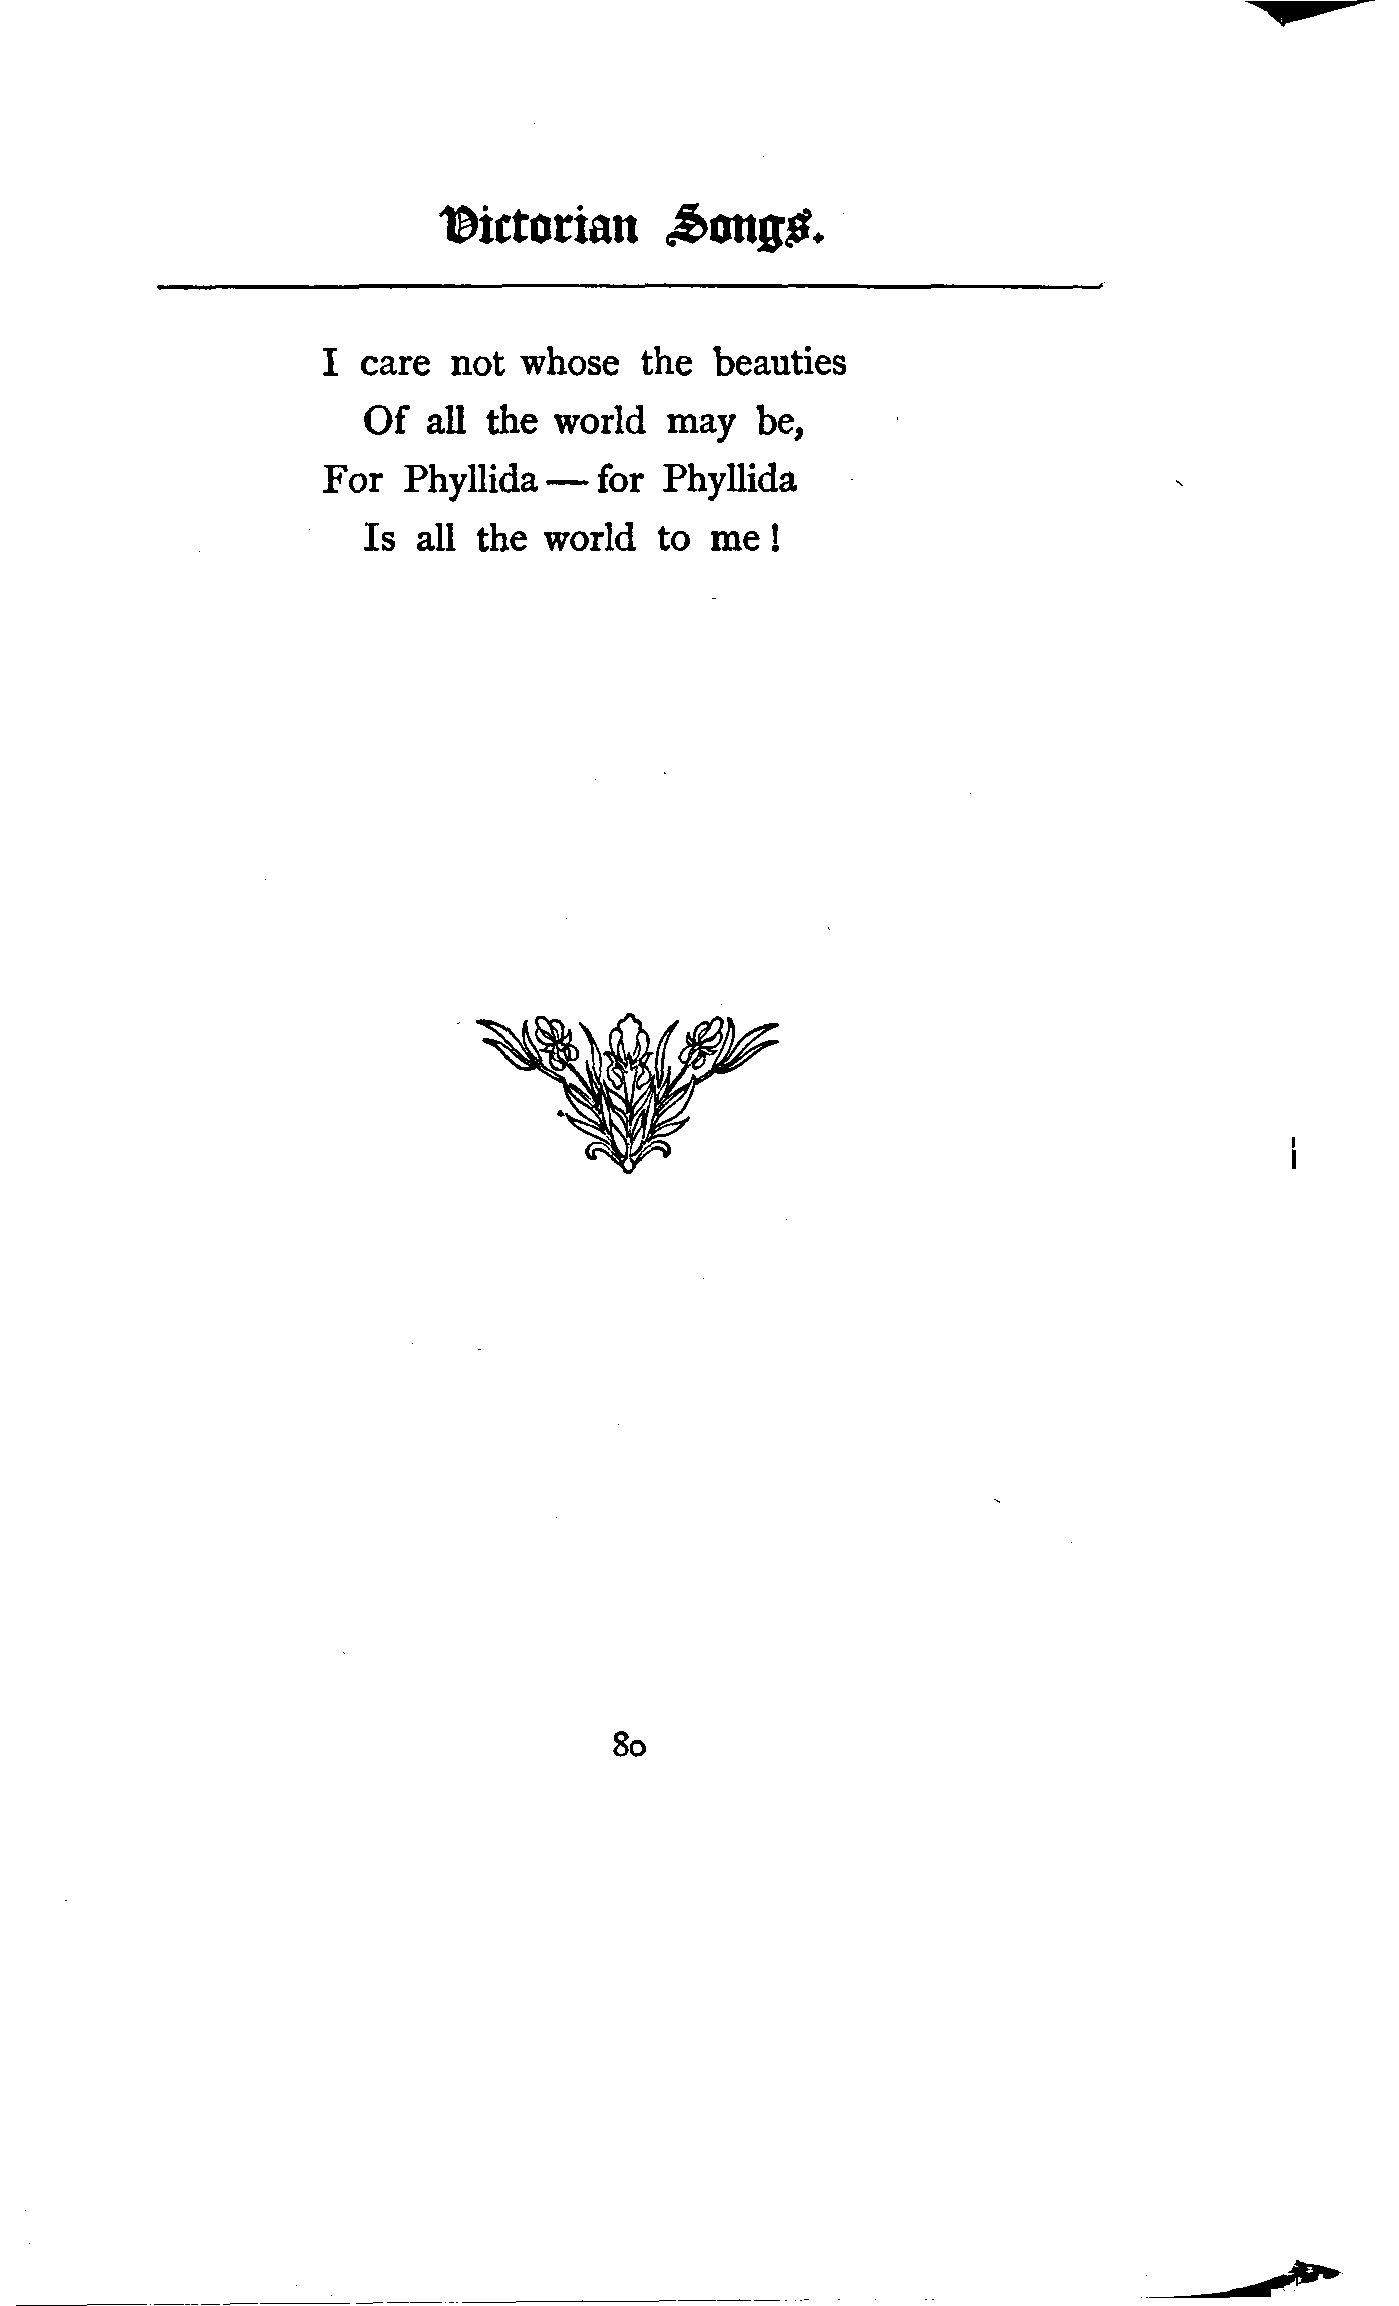 Victorian Songs.
I care not whose the beauties
Of all the world may be,
For Phyllida — for Phyllida
Is all the world to me!
80